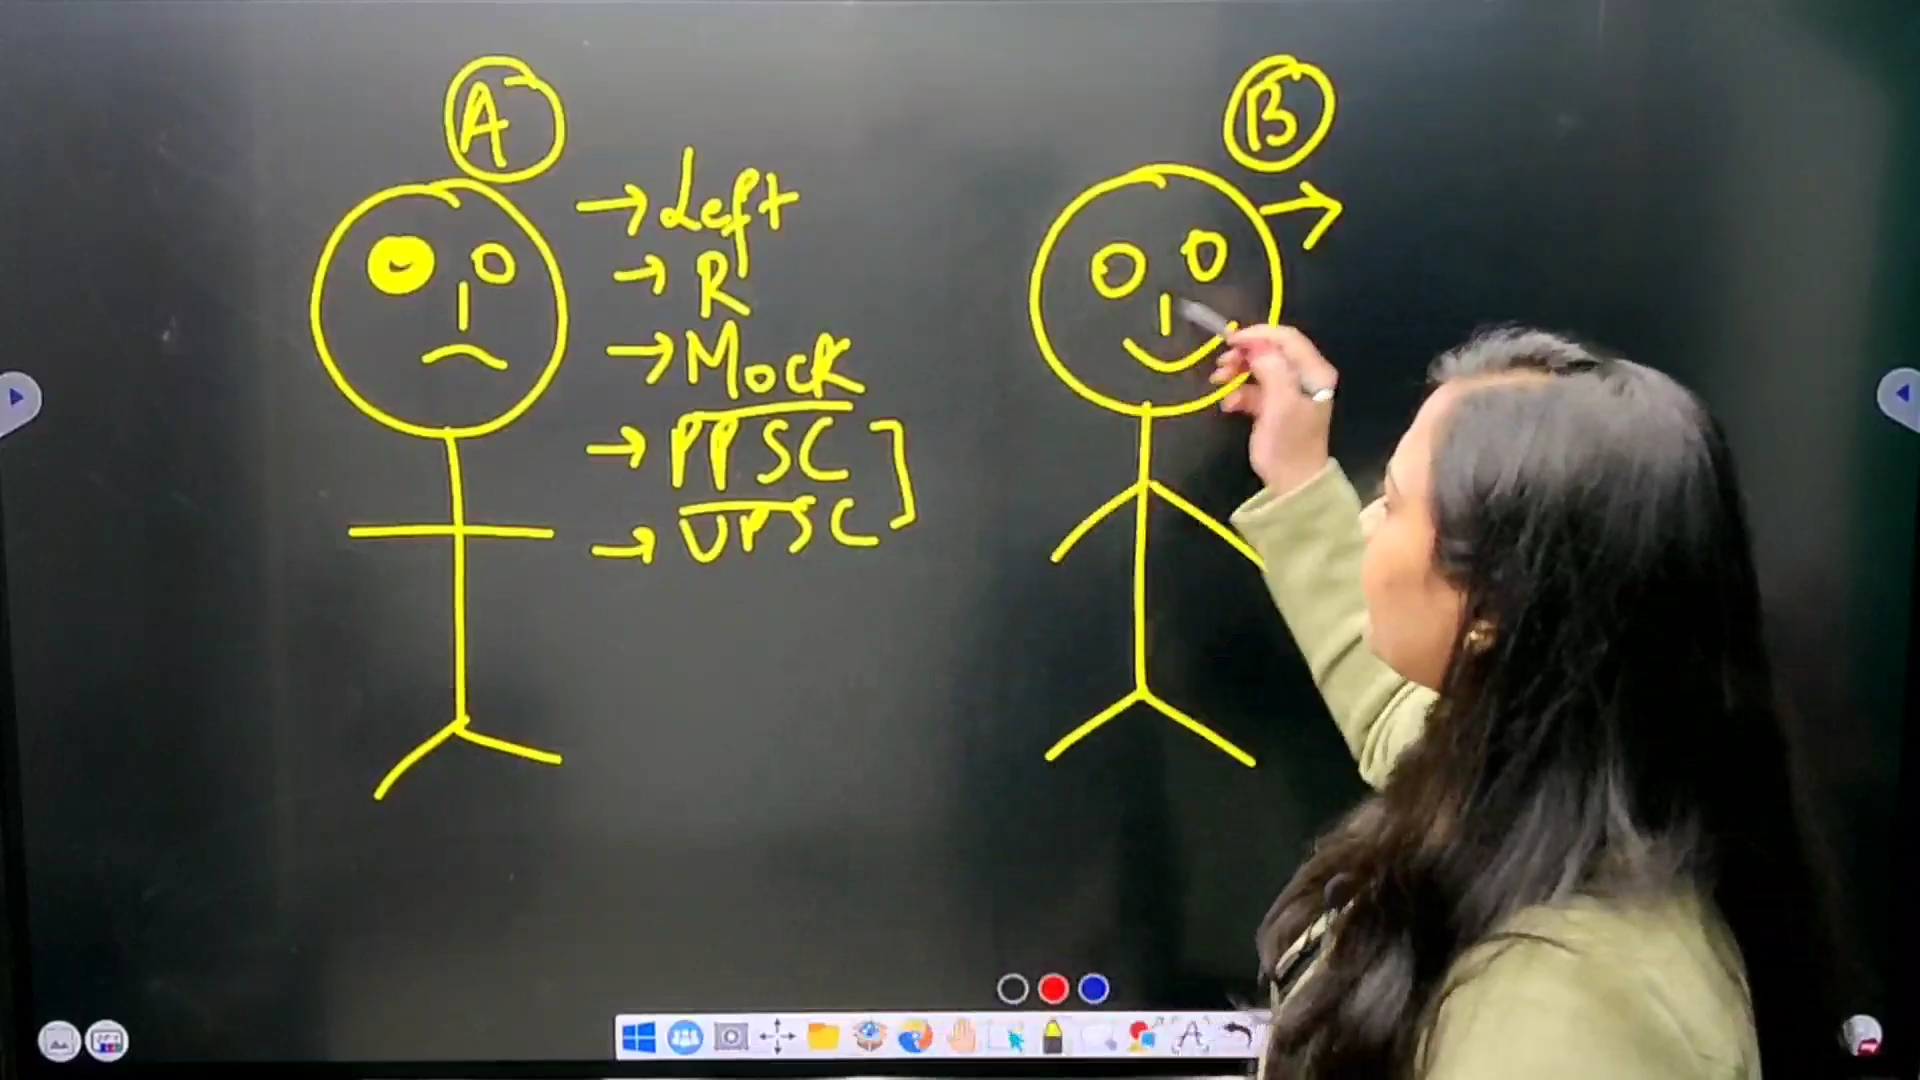 A
B
→ Left
→ R
→ Mock
→ PPSC
→ UPSC
→